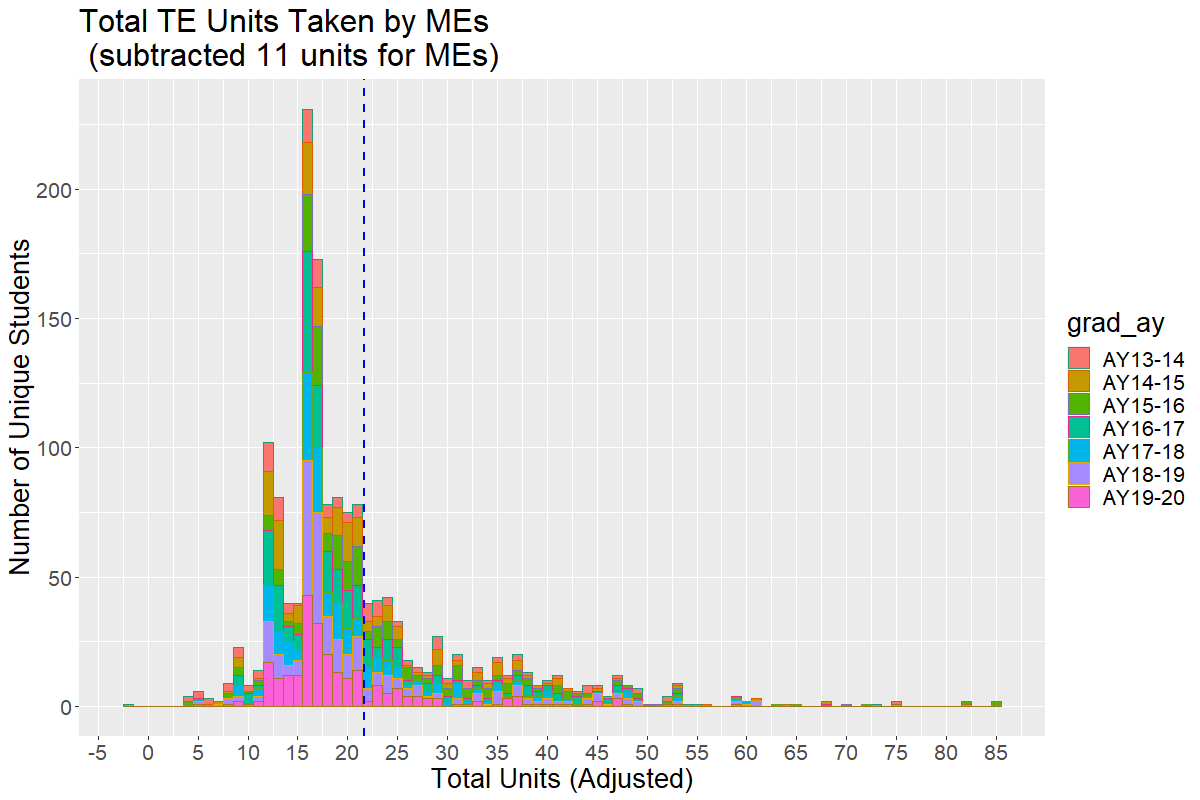 Total TE Units Taken by MEs
(subtracted 11 units for MEs)
Number of Unique Students
200
150
100
50
0
-5 0 5 10 15 20 25 30 35 40 45 50 55 60 65 70 75 80 85
Total Units (Adjusted)
grad_ay
AY13-14
AY14-15
AY15-16
AY16-17
AY17-18
AY18-19
AY19-20